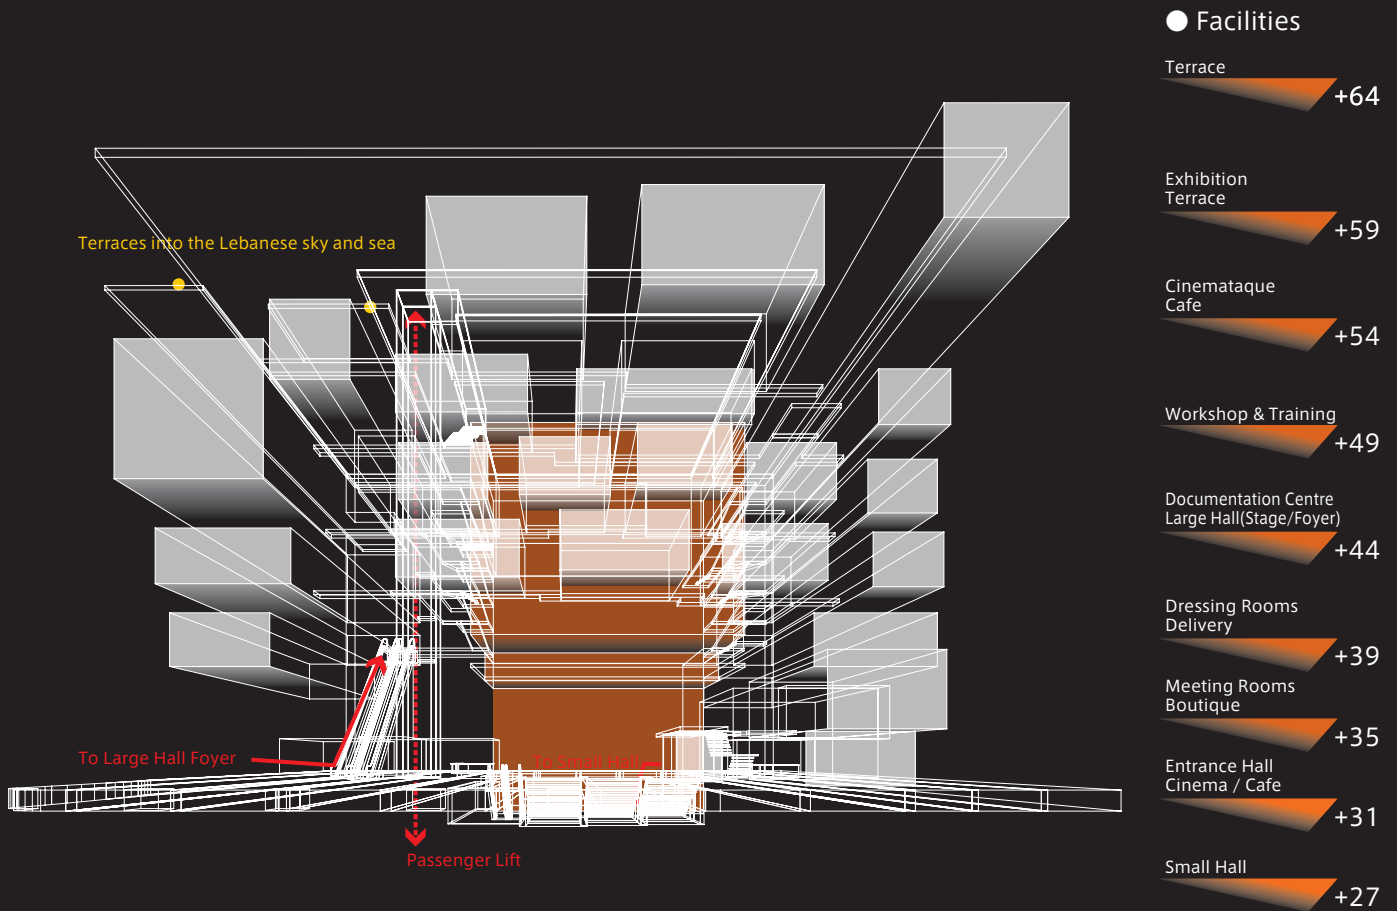 Facilities
Terrace
+64
Exhibition
Terrace
+59
Cinemataque
Cafe
+54
Workshop & Training
+49
Documentation Centre
Large Hall(Stage/Foyer)
+44
Dressing Rooms
Delivery
+39
Meeting Rooms
Boutique
+35
Entrance Hall
Cinema / Cafe
+31
Small Hall
+27
Terraces into the Lebanese sky and sea
To Large Hall Foyer
To Small Hall
Passenger Lift